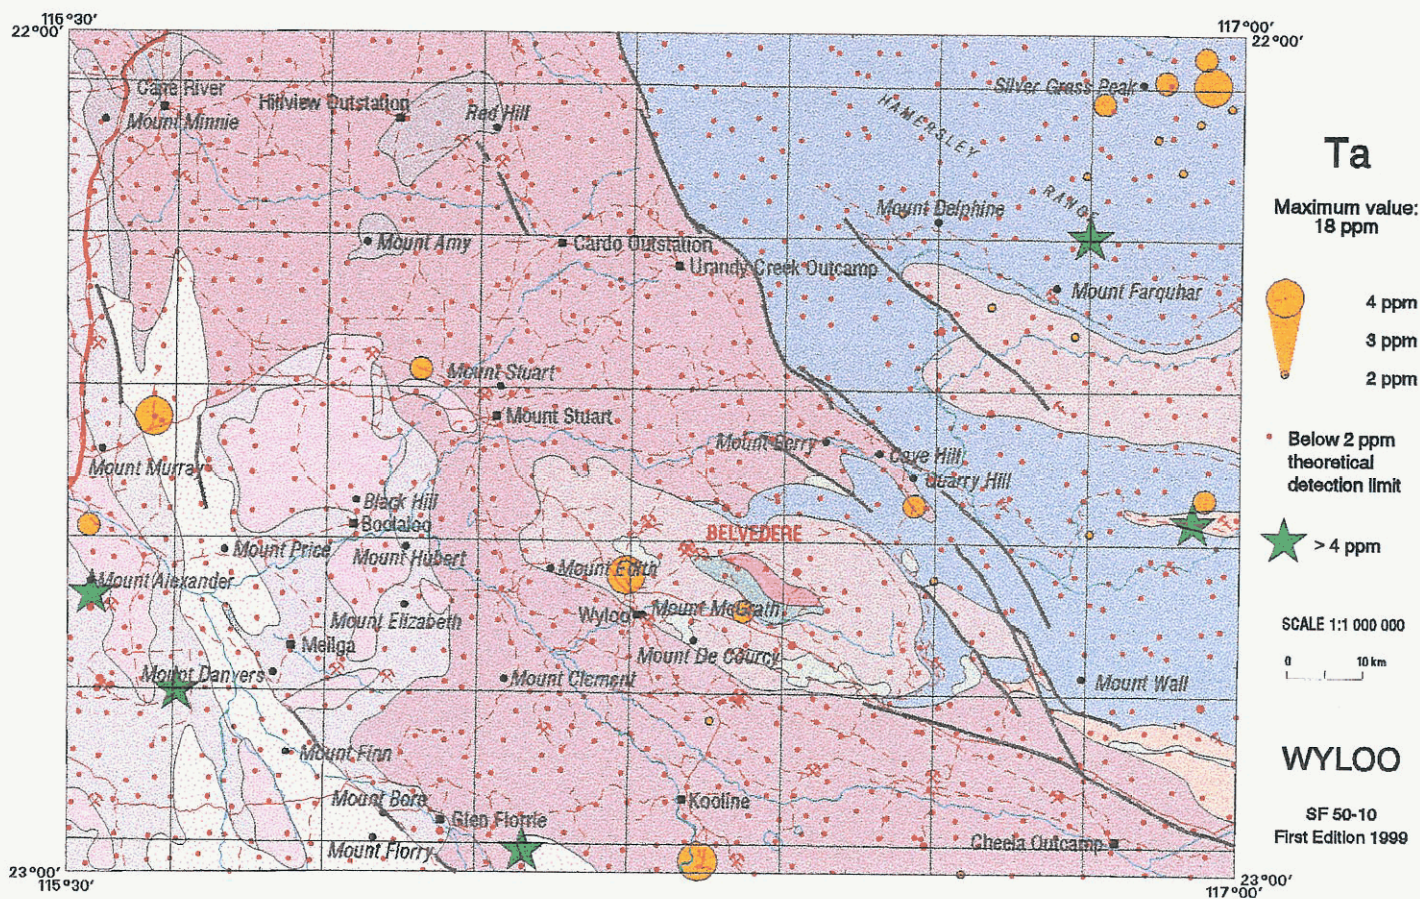 116°30′
22°00′
117°00′
22°00′
Cane River
Mount Minnie
Hillview Outstation
Red Hill
Silver Grass Peak
HAMERSLEY
RANGE
Mount Delphine
Mount Amy
Cardo Outstation
Urandy Creek Outcamp
Mount Farquhar
Mount Stuart
Mount Stuart
Mount Berry
Cave Hill
Quarry Hill
Mount Murray
Black Hill
Boolaloo
BELVEDERE
Mount Price
Mount Hubert
Mount Edith
Mount Alexander
Mount Elizabeth
Wyloo
Mount McGrath
Meilga
Mount De Courcy
Mount Danvers
Mount Clement
Mount Wall
Mount Finn
Mount Bore
Kooline
Glen Florrie
Mount Florry
Cheela Outcamp
23°00′
115°30′
23°00′
117°00′
Ta
Maximum value:
18 ppm
4 ppm
3 ppm
2 ppm
Below 2 ppm
theoretical
detection limit
> 4 ppm
SCALE 1:1 000 000
0 10 km
WYLOO
SF 50-10
First Edition 1999